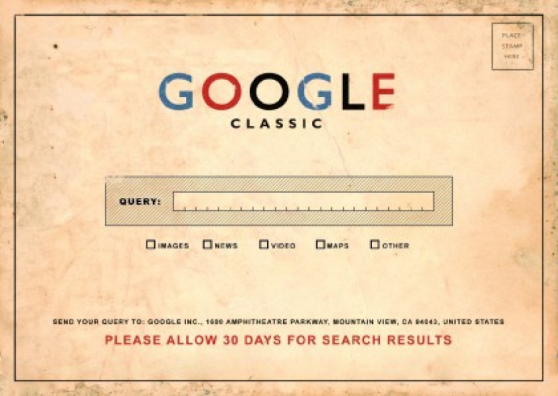 PLACE
STAMP
HERE
GOOGLE
CLASSIC
QUERY:
IMAGES NEWS VIDEO MAPS OTHER
SEND YOUR QUERY TO: GOOGLE INC., 1600 AMPHITHEATRE PARKWAY, MOUNTAIN VIEW, CA 94043, UNITED STATES
PLEASE ALLOW 30 DAYS FOR SEARCH RESULTS